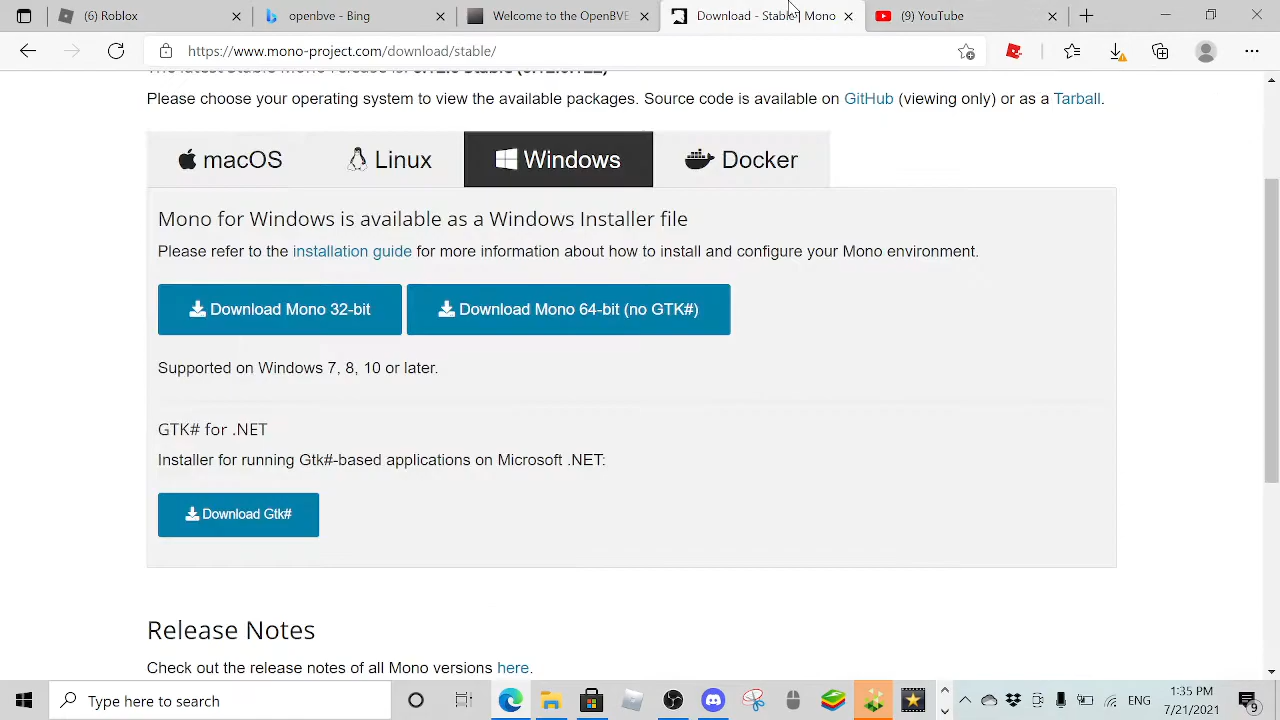 (3) Roblox
openbve - Bing
Welcome to the OpenBVE
Download - Stable | Mono
(9) YouTube
https://www.mono-project.com/download/stable/
Please choose your operating system to view the available packages. Source code is available on GitHub (viewing only) or as a Tarball.
macOS
Linux
Windows
Docker
Mono for Windows is available as a Windows Installer file
Please refer to the installation guide for more information about how to install and configure your Mono environment.
Download Mono 32-bit
Download Mono 64-bit (no GTK#)
Supported on Windows 7, 8, 10 or later.
GTK# for .NET
Installer for running Gtk#-based applications on Microsoft .NET:
Download Gtk#
Release Notes
Check out the release notes of all Mono versions here.
Type here to search
ENG
1:35 PM
7/21/2021
9